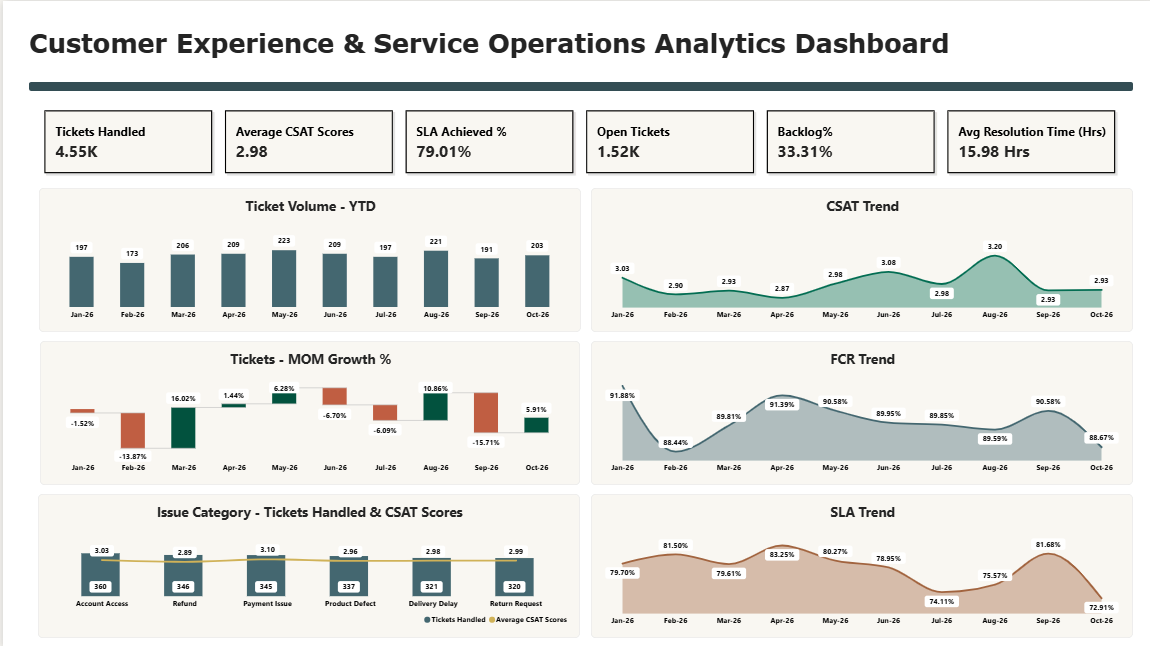 Customer Experience & Service Operations Analytics Dashboard
Tickets Handled
4.55K
Average CSAT Scores
2.98
SLA Achieved %
79.01%
Open Tickets
1.52K
Backlog%
33.31%
Avg Resolution Time (Hrs)
15.98 Hrs
Ticket Volume - YTD
197 173 206 209 223 209 197 221 191 203
Jan-26 Feb-26 Mar-26 Apr-26 May-26 Jun-26 Jul-26 Aug-26 Sep-26 Oct-26
CSAT Trend
3.03 2.90 2.93 2.87 2.98 3.08 2.98 3.20 2.93 2.93
Jan-26 Feb-26 Mar-26 Apr-26 May-26 Jun-26 Jul-26 Aug-26 Sep-26 Oct-26
Tickets - MOM Growth %
-1.52% -13.87% 16.02% 1.44% 6.28% -6.70% -6.09% 10.86% -15.71% 5.91%
Jan-26 Feb-26 Mar-26 Apr-26 May-26 Jun-26 Jul-26 Aug-26 Sep-26 Oct-26
FCR Trend
91.88% 88.44% 89.81% 91.39% 90.58% 89.95% 89.85% 89.59% 90.58% 88.67%
Jan-26 Feb-26 Mar-26 Apr-26 May-26 Jun-26 Jul-26 Aug-26 Sep-26 Oct-26
Issue Category - Tickets Handled & CSAT Scores
3.03 2.89 3.10 2.96 2.98 2.99
360 346 345 337 321 320
Account Access Refund Payment Issue Product Defect Delivery Delay Return Request
Tickets Handled Average CSAT Scores
SLA Trend
79.70% 81.50% 79.61% 83.25% 80.27% 78.95% 74.11% 75.57% 81.68% 72.91%
Jan-26 Feb-26 Mar-26 Apr-26 May-26 Jun-26 Jul-26 Aug-26 Sep-26 Oct-26